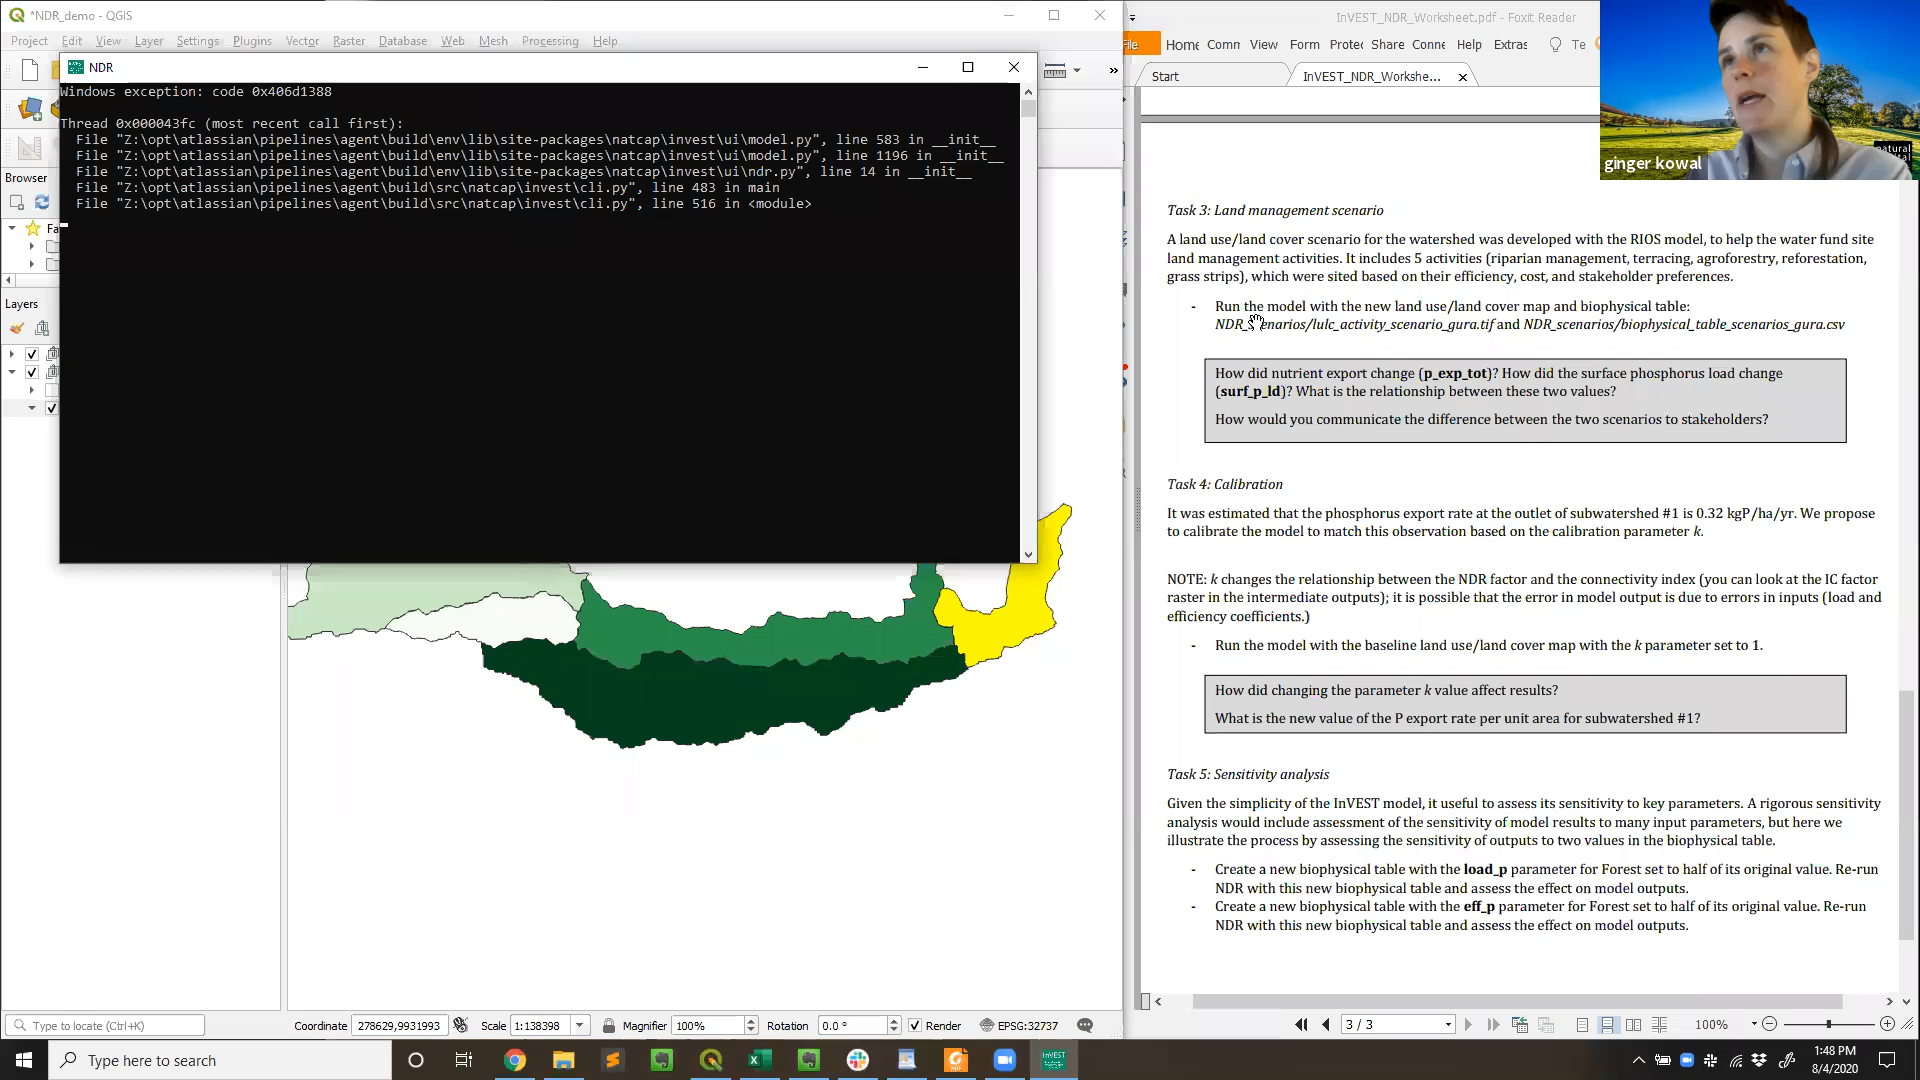 *NDR_demo - QGIS
Project Edit View Layer Settings Plugins Vector Raster Database Web Mesh Processing Help
NDR
Windows exception: code 0x406d1388
Thread 0x000043fc (most recent call first):
File "Z:\opt\atlassian\pipelines\agent\build\env\lib\site-packages\natcap\invest\ui\model.py", line 583 in __init__
File "Z:\opt\atlassian\pipelines\agent\build\env\lib\site-packages\natcap\invest\ui\model.py", line 1196 in __init__
File "Z:\opt\atlassian\pipelines\agent\build\env\lib\site-packages\natcap\invest\ui\ndr.py", line 14 in __init__
File "Z:\opt\atlassian\pipelines\agent\build\src\natcap\invest\cli.py", line 483 in main
File "Z:\opt\atlassian\pipelines\agent\build\src\natcap\invest\cli.py", line 516 in <module>
Browser
Fa
Layers
Type to locate (Ctrl+K)
Coordinate 278629,9931993 Scale 1:138398 Magnifier 100% Rotation 0.0 ° Render EPSG:32737
InVEST_NDR_Worksheet.pdf - Foxit Reader
File Home Comm View Form Protec Share Conne Help Extras Te
Start InVEST_NDR_Workshe... 
ginger kowal
natural
Task 3: Land management scenario
A land use/land cover scenario for the watershed was developed with the RIOS model, to help the water fund site
land management activities. It includes 5 activities (riparian management, terracing, agroforestry, reforestation,
grass strips), which were sited based on their efficiency, cost, and stakeholder preferences.
- Run the model with the new land use/land cover map and biophysical table:
NDR_scenarios/lulc_activity_scenario_gura.tif and NDR_scenarios/biophysical_table_scenarios_gura.csv
How did nutrient export change (p_exp_tot)? How did the surface phosphorus load change
(surf_p_ld)? What is the relationship between these two values?
How would you communicate the difference between the two scenarios to stakeholders?
Task 4: Calibration
It was estimated that the phosphorus export rate at the outlet of subwatershed #1 is 0.32 kgP/ha/yr. We propose
to calibrate the model to match this observation based on the calibration parameter k.
NOTE: k changes the relationship between the NDR factor and the connectivity index (you can look at the IC factor
raster in the intermediate outputs); it is possible that the error in model output is due to errors in inputs (load and
efficiency coefficients.)
- Run the model with the baseline land use/land cover map with the k parameter set to 1.
How did changing the parameter k value affect results?
What is the new value of the P export rate per unit area for subwatershed #1?
Task 5: Sensitivity analysis
Given the simplicity of the InVEST model, it useful to assess its sensitivity to key parameters. A rigorous sensitivity
analysis would include assessment of the sensitivity of model results to many input parameters, but here we
illustrate the process by assessing the sensitivity of outputs to two values in the biophysical table.
- Create a new biophysical table with the load_p parameter for Forest set to half of its original value. Re-run
NDR with this new biophysical table and assess the effect on model outputs.
- Create a new biophysical table with the eff_p parameter for Forest set to half of its original value. Re-run
NDR with this new biophysical table and assess the effect on model outputs.
3 / 3 100%
Type here to search
InVEST
1:48 PM
8/4/2020